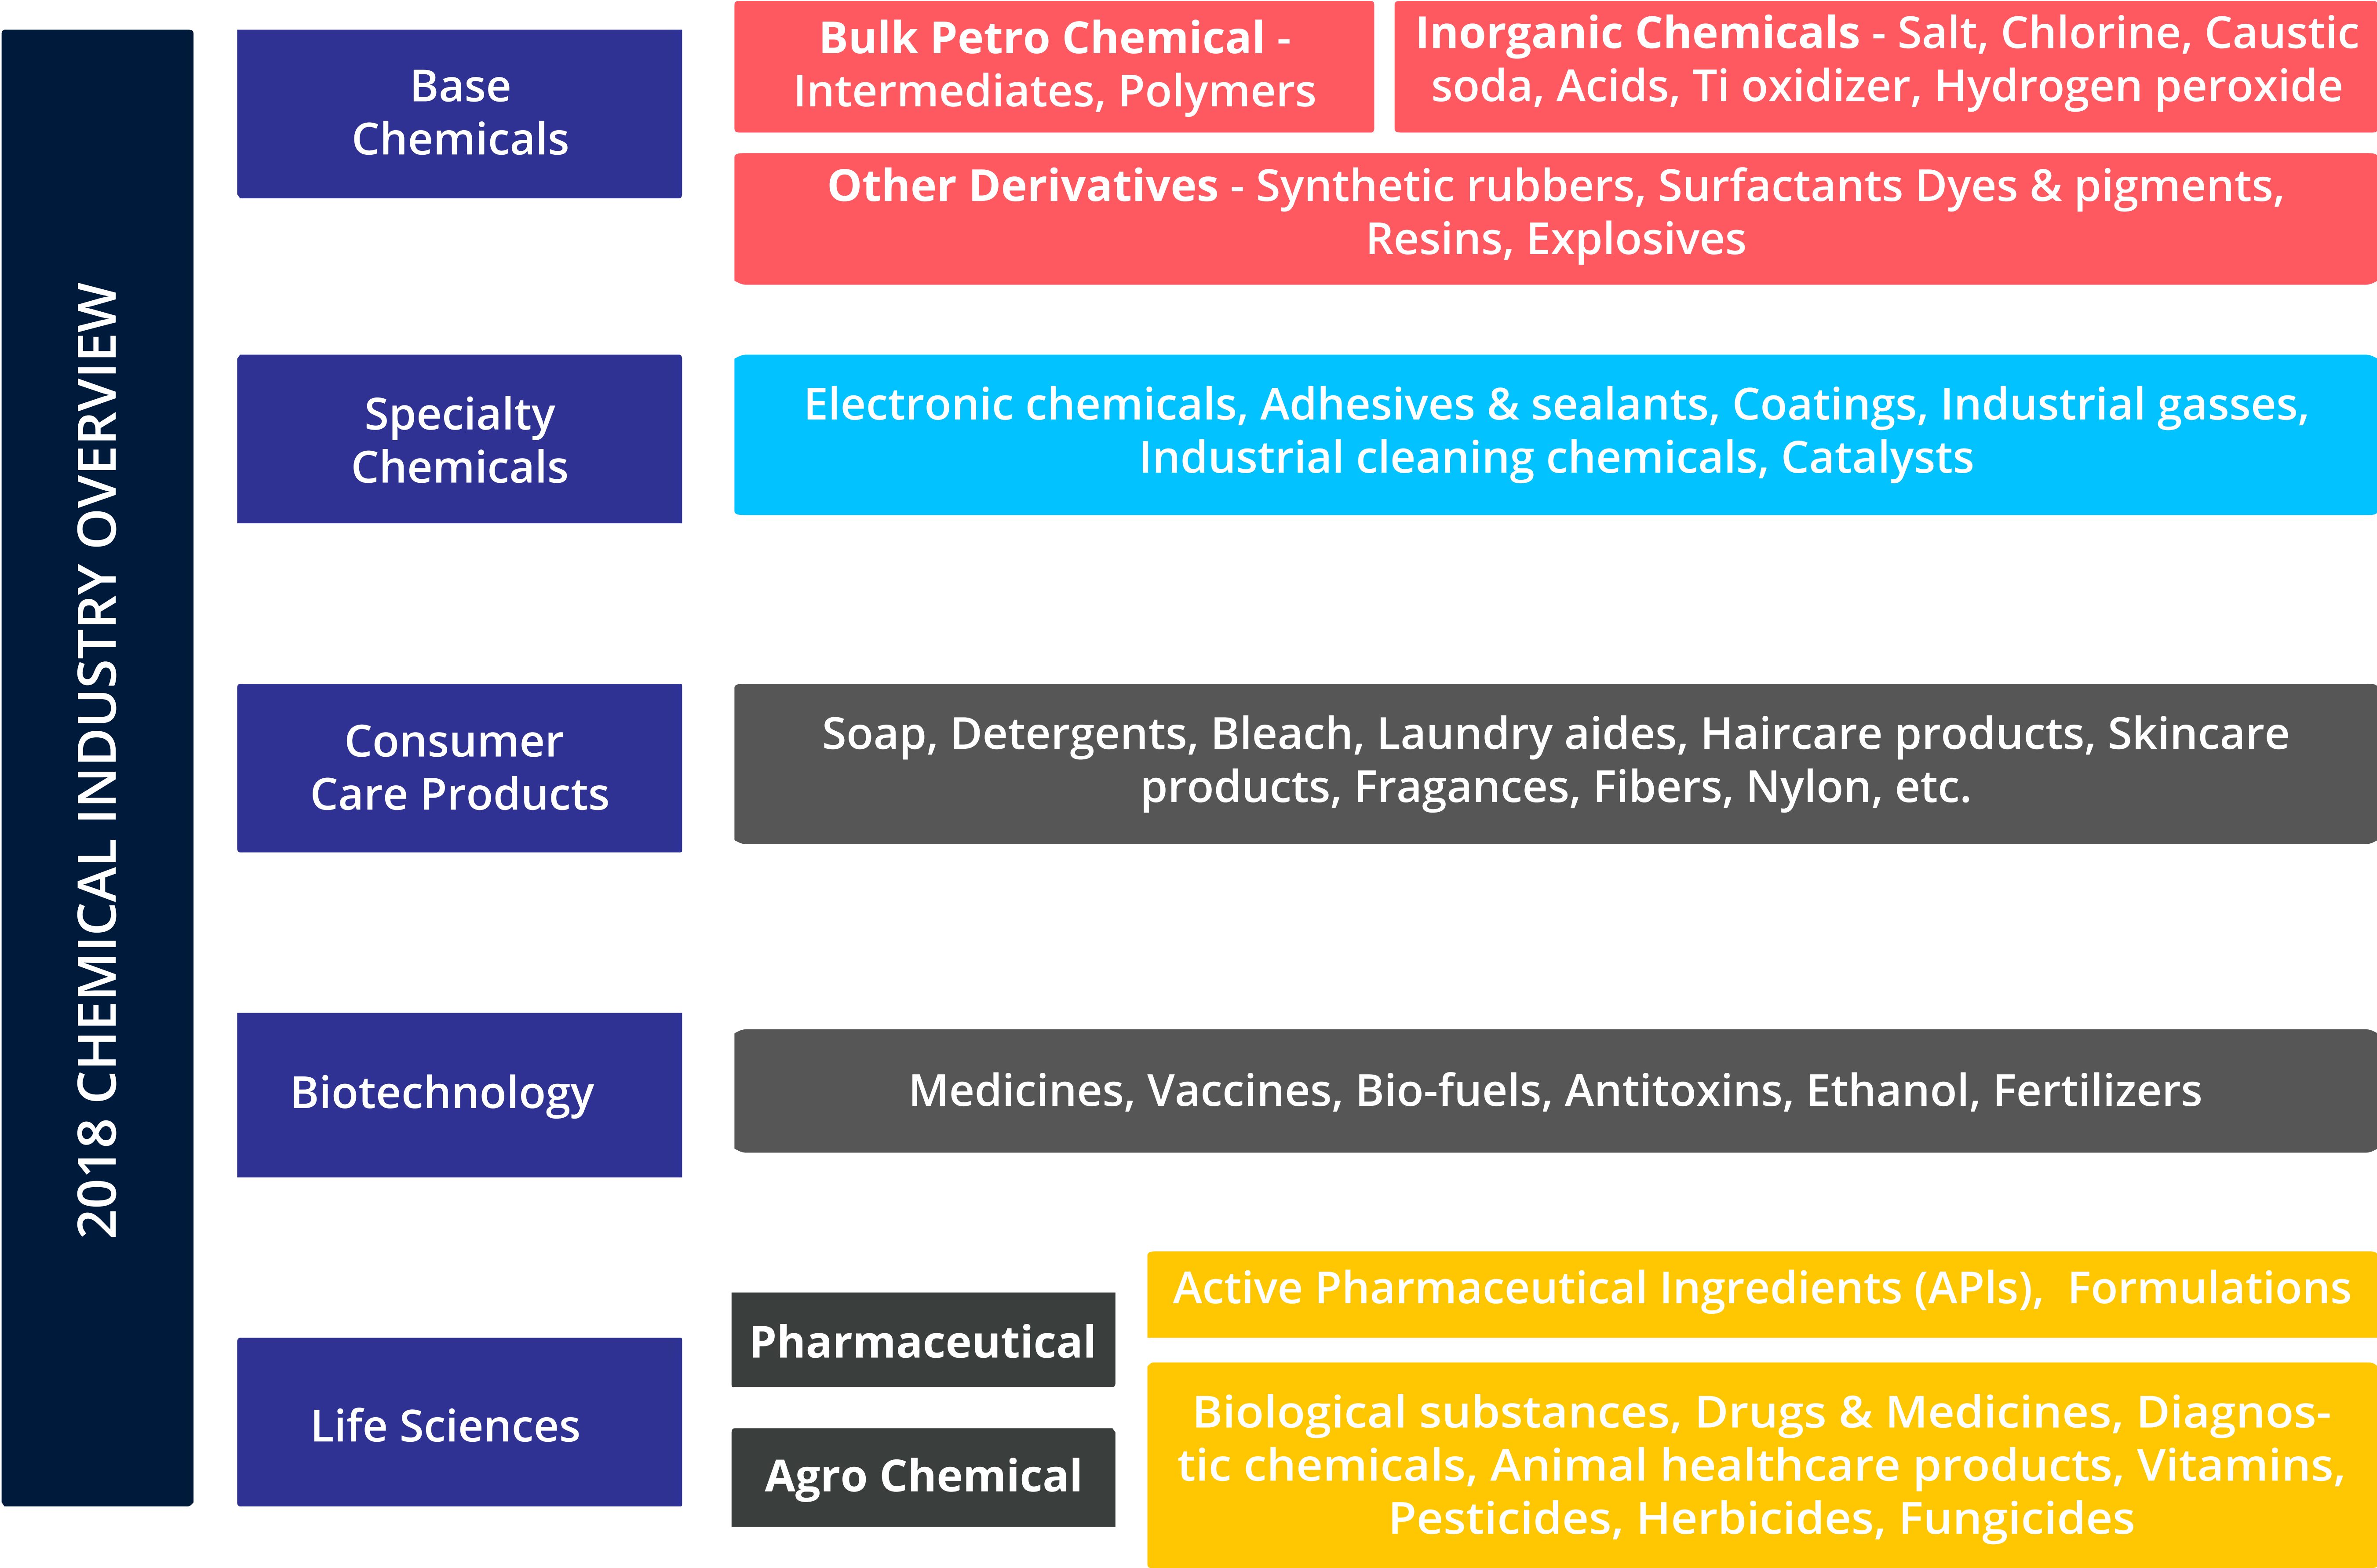 2018 CHEMICAL INDUSTRY OVERVIEW
Base
Chemicals
Bulk Petro Chemical -
Intermediates, Polymers
Inorganic Chemicals - Salt, Chlorine, Caustic
soda, Acids, Ti oxidizer, Hydrogen peroxide
Other Derivatives - Synthetic rubbers, Surfactants Dyes & pigments,
Resins, Explosives
Specialty
Chemicals
Electronic chemicals, Adhesives & sealants, Coatings, Industrial gasses,
Industrial cleaning chemicals, Catalysts
Consumer
Care Products
Soap, Detergents, Bleach, Laundry aides, Haircare products, Skincare
products, Fragances, Fibers, Nylon, etc.
Biotechnology
Medicines, Vaccines, Bio-fuels, Antitoxins, Ethanol, Fertilizers
Life Sciences
Pharmaceutical
Active Pharmaceutical Ingredients (APIs), Formulations
Agro Chemical
Biological substances, Drugs & Medicines, Diagnos-
tic chemicals, Animal healthcare products, Vitamins,
Pesticides, Herbicides, Fungicides